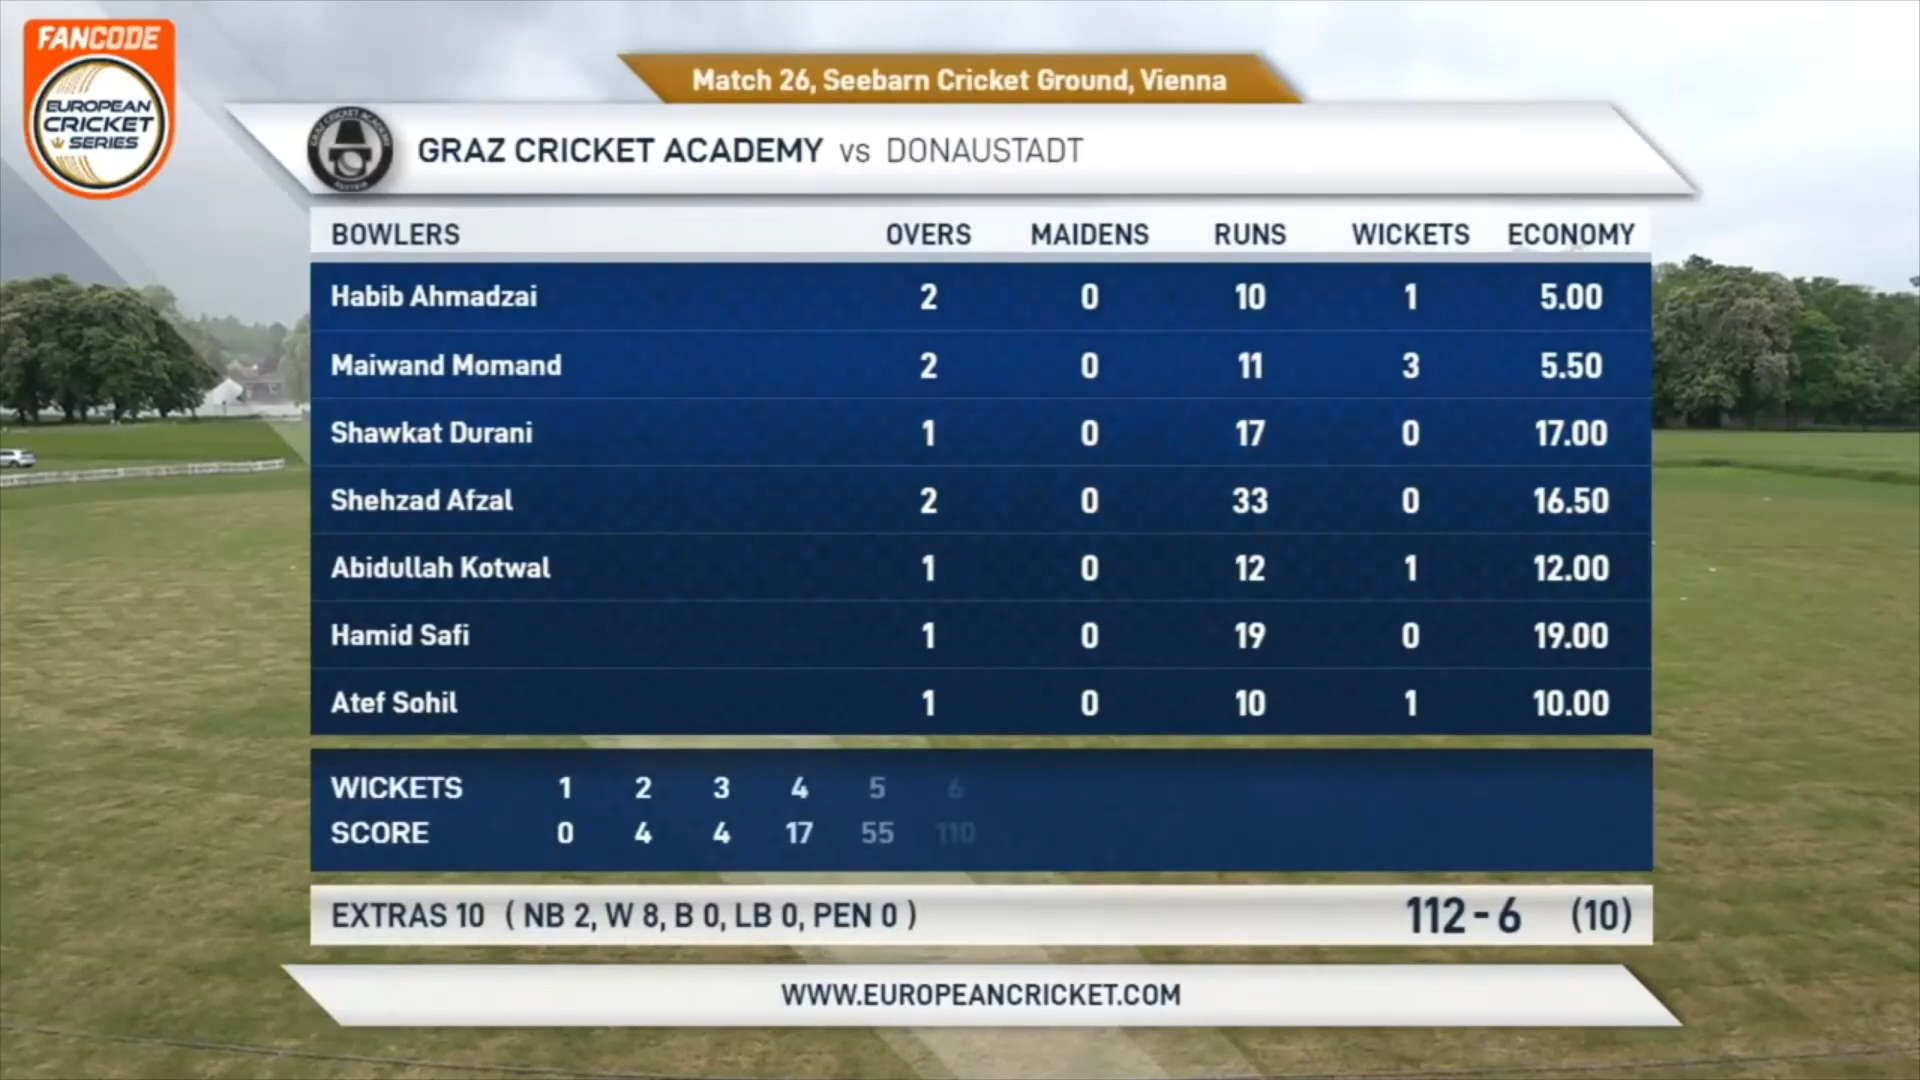 FANCODE
EUROPEAN
CRICKET
SERIES
Match 26, Seebarn Cricket Ground, Vienna
GRAZ CRICKET ACADEMY vs DONAUSTADT
BOWLERS OVERS MAIDENS RUNS WICKETS ECONOMY
Habib Ahmadzai 2 0 10 1 5.00
Maiwand Momand 2 0 11 3 5.50
Shawkat Durani 1 0 17 0 17.00
Shehzad Afzal 2 0 33 0 16.50
Abidullah Kotwal 1 0 12 1 12.00
Hamid Safi 1 0 19 0 19.00
Atef Sohil 1 0 10 1 10.00
WICKETS 1 2 3 4 5 6
SCORE 0 4 4 17 55 110
EXTRAS 10 ( NB 2, W 8, B 0, LB 0, PEN 0 ) 112 - 6 (10)
WWW.EUROPEANCRICKET.COM